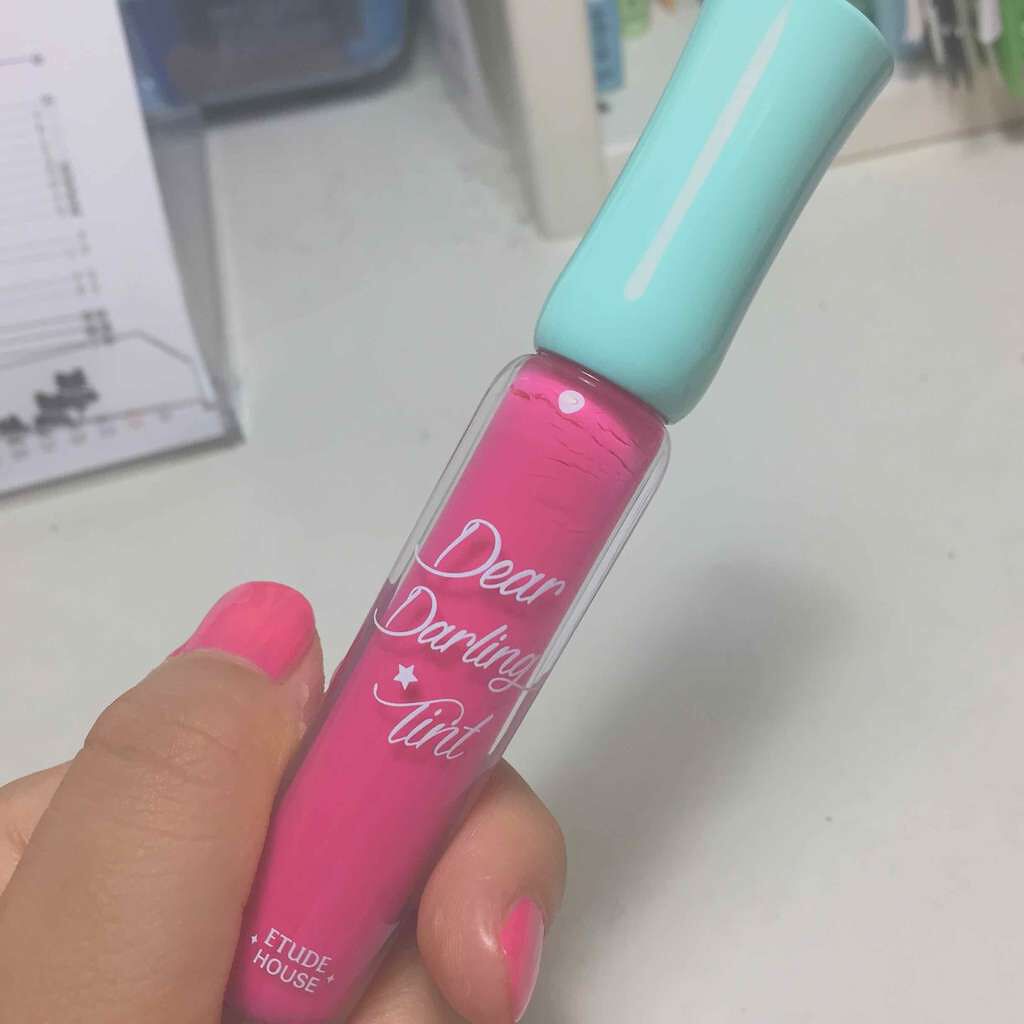 Dear
Darling
Tint
ETUDE
HOUSE